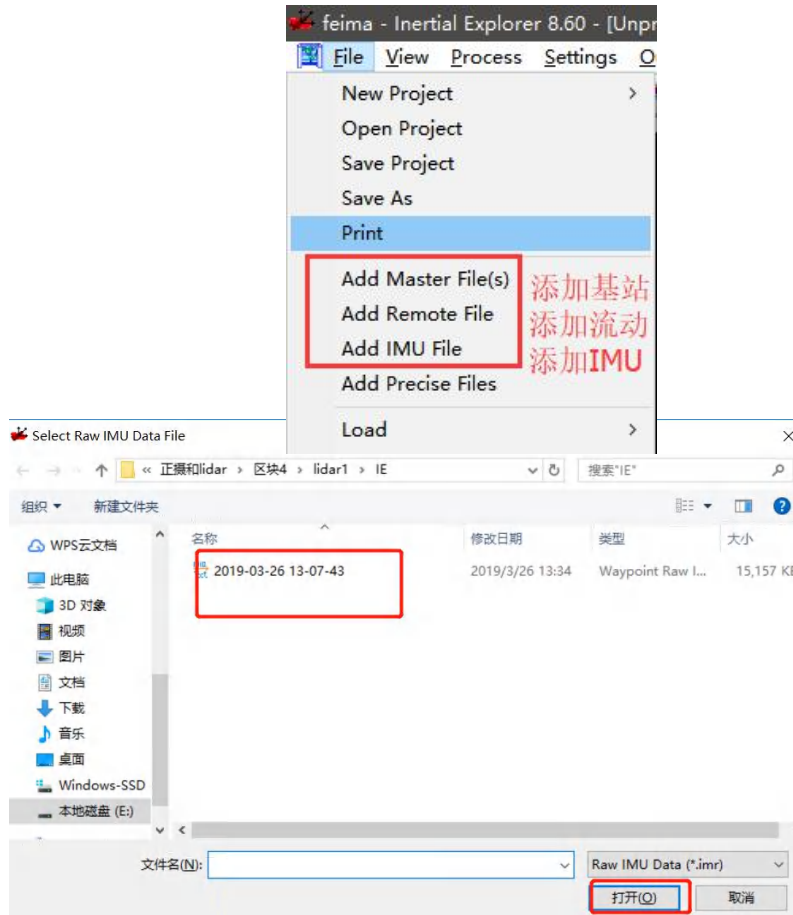 feima - Inertial Explorer 8.60 - [Unpr
File View Process Settings O
New Project
Open Project
Save Project
Save As
Print
Add Master File(s) 添加基站
Add Remote File 添加流动
Add IMU File 添加IMU
Add Precise Files
Load
Select Raw IMU Data File
« 正摄和lidar › 区块4 › lidar1 › IE
搜索"IE"
组织 新建文件夹
名称 修改日期 类型 大小
2019-03-26 13-07-43 2019/3/26 13:34 Waypoint Raw I... 15,157 KB
WPS云文档
此电脑
3D 对象
视频
图片
文档
下载
音乐
桌面
Windows-SSD
本地磁盘 (E:)
文件名(N):
Raw IMU Data (*.imr)
打开(O) 取消